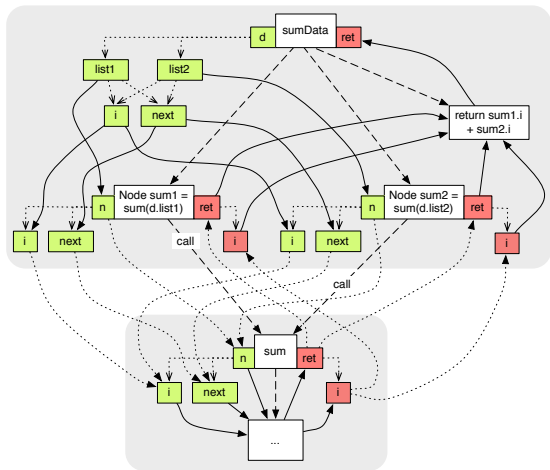 d sumData ret
list1 list2
i next
return sum1.i
+ sum2.i
n Node sum1 =
sum(d.list1) ret
n Node sum2 =
sum(d.list2) ret
i next i i next i
call
call
n sum ret
i next i
...